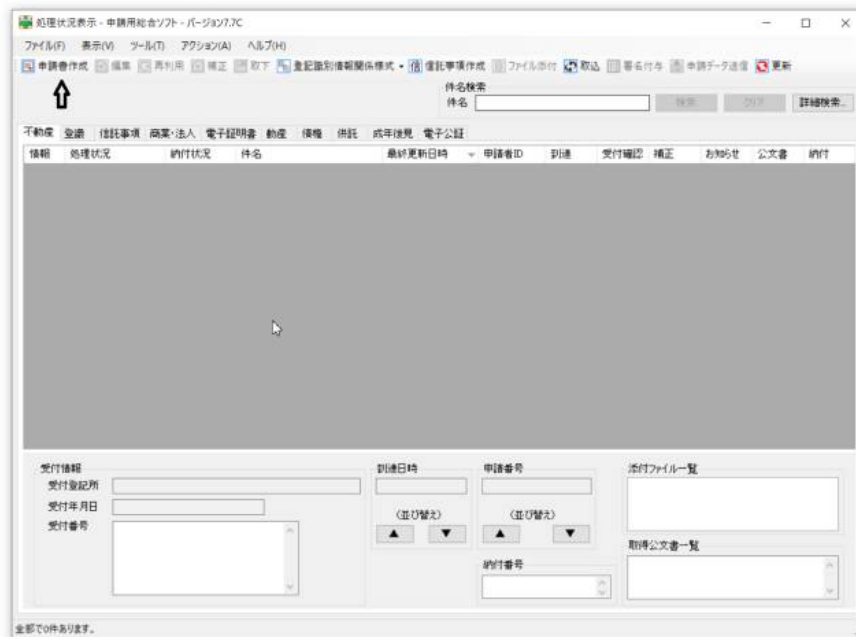 処理状況表示 - 申請用総合ソフト - バージョン7.7C
ファイル(F) 表示(V) ツール(T) アクション(A) ヘルプ(H)
申請書作成 編集 再利用 補正 取下 登記識別情報関係様式 信託事項作成 ファイル添付 取込 署名付与 申請データ送信 更新
件名検索
件名 検索 クリア 詳細検索...
不動産 登嘱 信託事項 商業・法人 電子証明書 動産 債権 供託 成年後見 電子公証
情報 処理状況 納付状況 件名 最終更新日時 申請者ID 到達 受付確認 補正 お知らせ 公文書 納付
受付情報 到達日時 申請番号 添付ファイル一覧
受付登記所
受付年月日
受付番号 (並び替え) (並び替え)
▲ ▼ ▲ ▼
取得公文書一覧
納付番号
全部で0件あります。